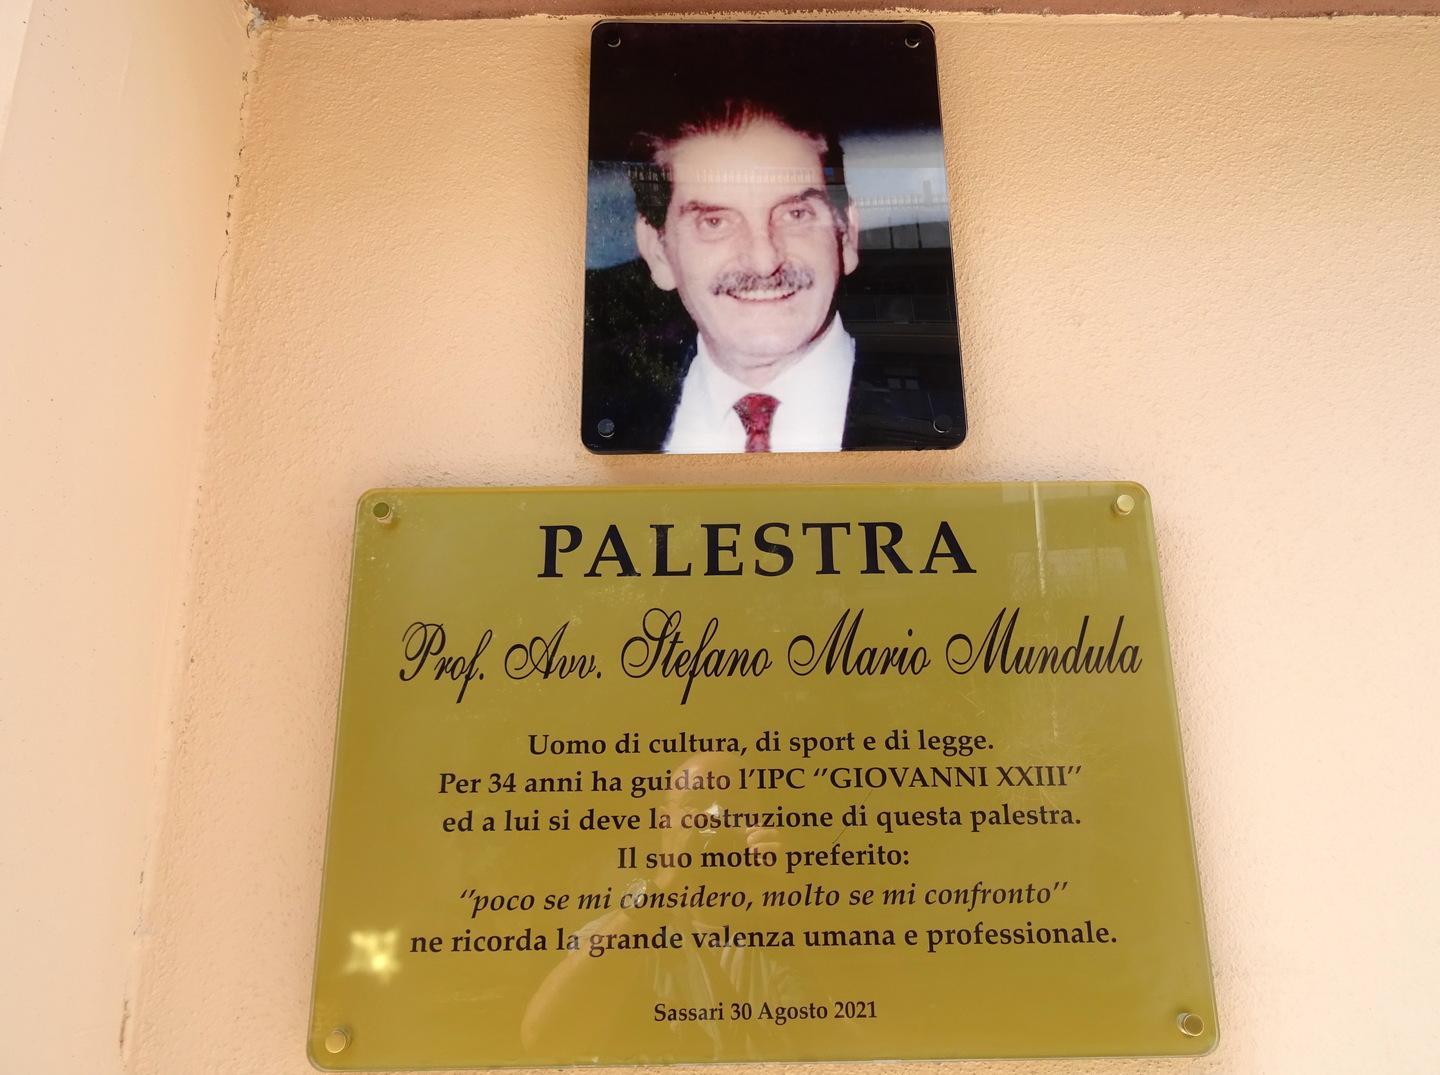 PALESTRA
Prof. Avv. Stefano Mario Mundula
Uomo di cultura, di sport e di legge.
Per 34 anni ha guidato l'IPC ‘’GIOVANNI XXIII’’
ed a lui si deve la costruzione di questa palestra.
Il suo motto preferito:
‘’poco se mi considero, molto se mi confronto’’
ne ricorda la grande valenza umana e professionale.
Sassari 30 Agosto 2021